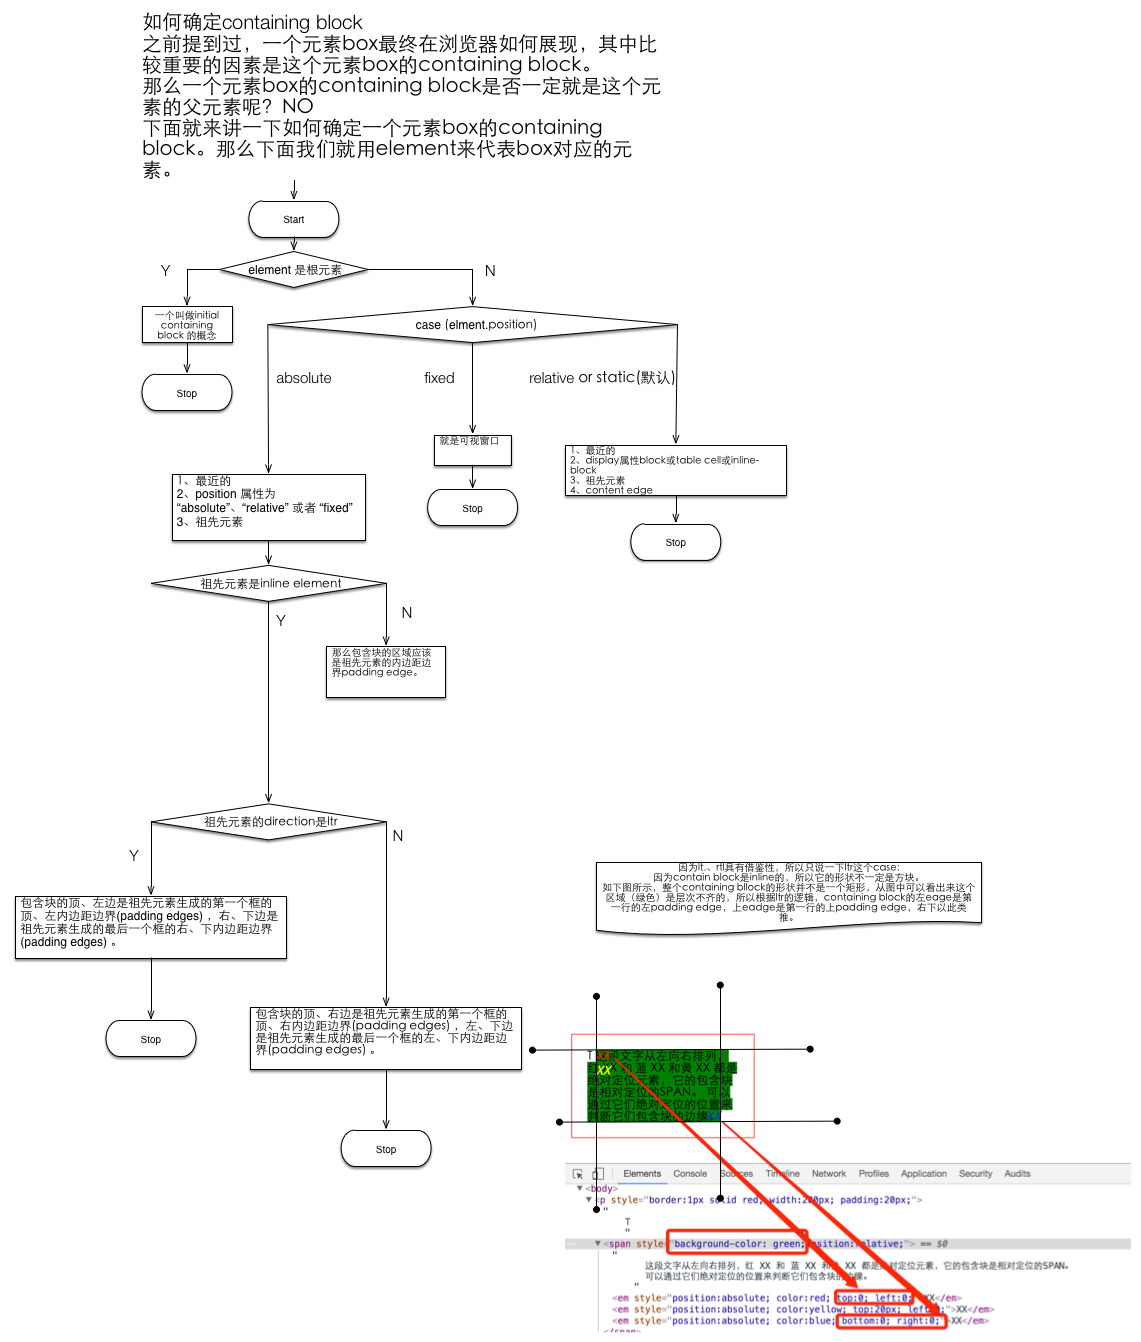 如何确定containing block
之前提到过，一个元素box最终在浏览器如何展现，其中比
较重要的因素是这个元素box的containing block。
那么一个元素box的containing block是否一定就是这个元
素的父元素呢？NO
下面就来讲一下如何确定一个元素box的containing
block。那么下面我们就用element来代表box对应的元
素。
Start
element 是根元素
Y
N
一个叫做initial
containing
block 的概念
Stop
case (elment.position)
absolute
fixed
relative or static(默认)
就是可视窗口
Stop
1、最近的
2、display属性block或table cell或inline-
block
3、祖先元素
4、content edge
Stop
1、最近的
2、position 属性为
“absolute”、“relative” 或者 “fixed”
3、祖先元素
祖先元素是inline element
Y
N
那么包含块的区域应该
是祖先元素的内边距边
界padding edge。
祖先元素的direction是ltr
Y
N
包含块的顶、左边是祖先元素生成的第一个框的
顶、左内边距边界(padding edges) ，右、下边是
祖先元素生成的最后一个框的右、下内边距边界
(padding edges) 。
Stop
包含块的顶、右边是祖先元素生成的第一个框的
顶、右内边距边界(padding edges) ，左、下边
是祖先元素生成的最后一个框的左、下内边距边
界(padding edges) 。
Stop
因为lt.、rtl具有借鉴性，所以只说一下ltr这个case:
因为contain block是inline的，所以它的形状不一定是方块。
如下图所示，整个containing bllock的形状并不是一个矩形，从图中可以看出来这个
区域（绿色）是层次不齐的，所以根据ltr的逻辑，containing block的左eage是第
一行的左padding edge，上eadge是第一行的上padding edge，右下以此类
推。
T XX段文字从左向右排列，
红 XX 和 蓝 XX 和黄 XX 都是
绝对定位元素，它的包含块
是相对定位的SPAN。 可以
通过它们绝对定位的位置来
判断它们包含块的边缘XX
Elements Console Sources Timeline Network Profiles Application Security Audits
<body>
<p style="border:1px solid red; width:200px; padding:20px;">
"
T
"
<span style="background-color: green;position:relative;"> == $0
"
这段文字从左向右排列，红 XX 和 蓝 XX 和黄 XX 都是绝对定位元素，它的包含块是相对定位的SPAN。
可以通过它们绝对定位的位置来判断它们包含块的边缘。
"
<em style="position:absolute; color:red; top:0; left:0;">XX</em>
<em style="position:absolute; color:yellow; top:20px; left:0;">XX</em>
<em style="position:absolute; color:blue; bottom:0; right:0;">XX</em>
</span>